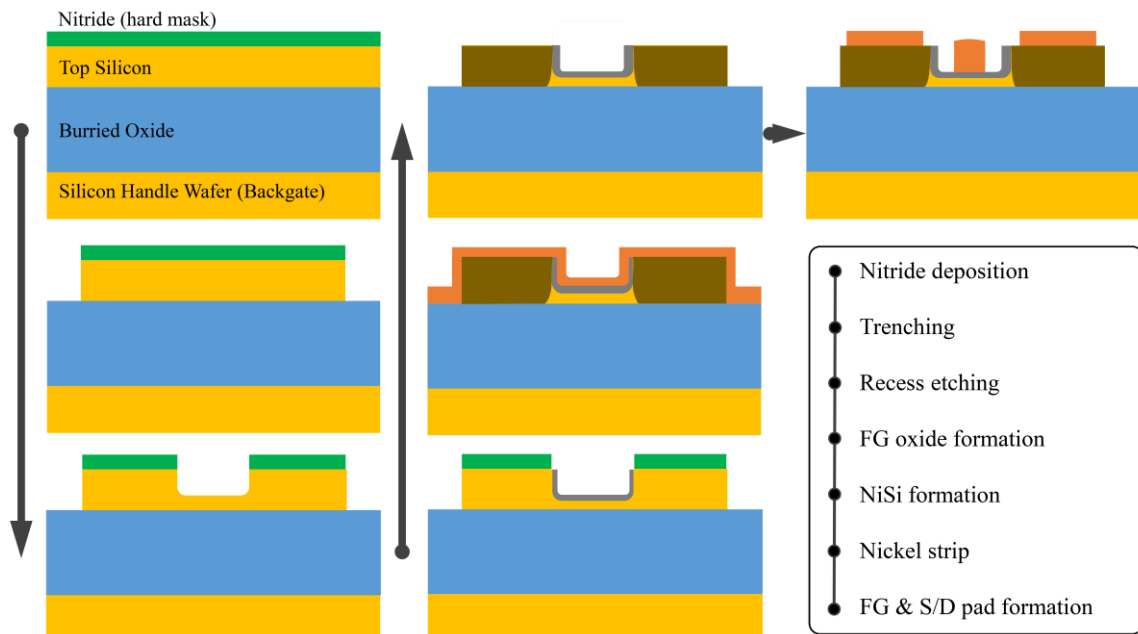 Nitride (hard mask)
Top Silicon
Burried Oxide
Silicon Handle Wafer (Backgate)
Nitride deposition
Trenching
Recess etching
FG oxide formation
NiSi formation
Nickel strip
FG & S/D pad formation